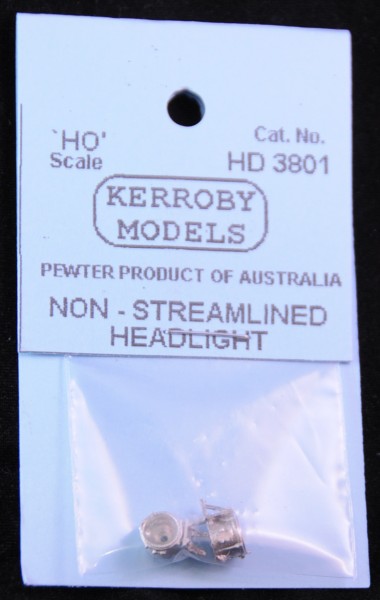 `HO' Scale
Cat. No. HD 3801
KERROBY
MODELS
PEWTER PRODUCT OF AUSTRALIA
NON - STREAMLINED
HEADLIGHT